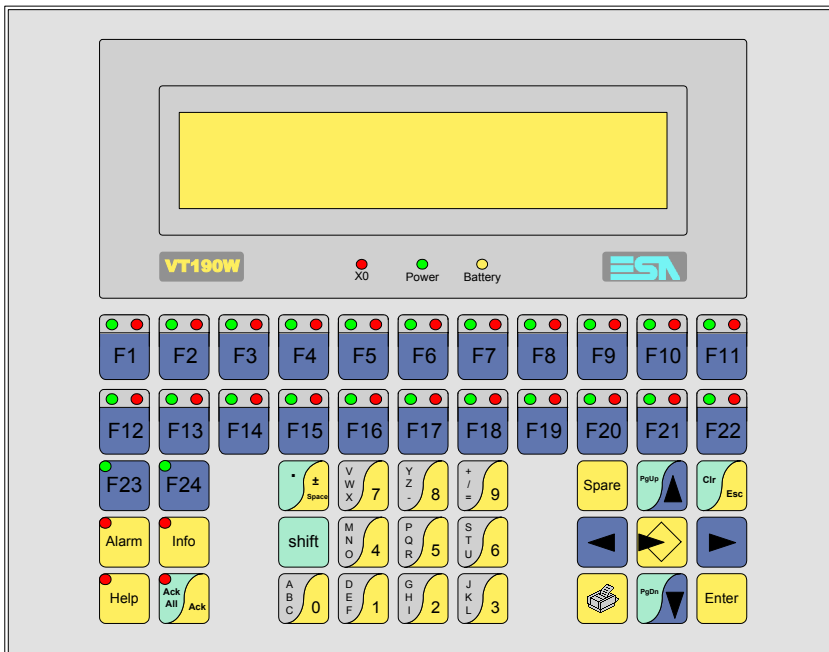 VT190W
X0 Power Battery ESA
F1 F2 F3 F4 F5 F6 F7 F8 F9 F10 F11
F12 F13 F14 F15 F16 F17 F18 F19 F20 F21 F22
F23 F24
. ± Space
V W X 7
Y Z - 8
+ / = 9
Spare
PgUp
Clr Esc
Alarm Info
shift
M N O 4
P Q R 5
S T U 6
Help
Ack All Ack
A B C 0
D E F 1
G H I 2
J K L 3
PgDn
Enter